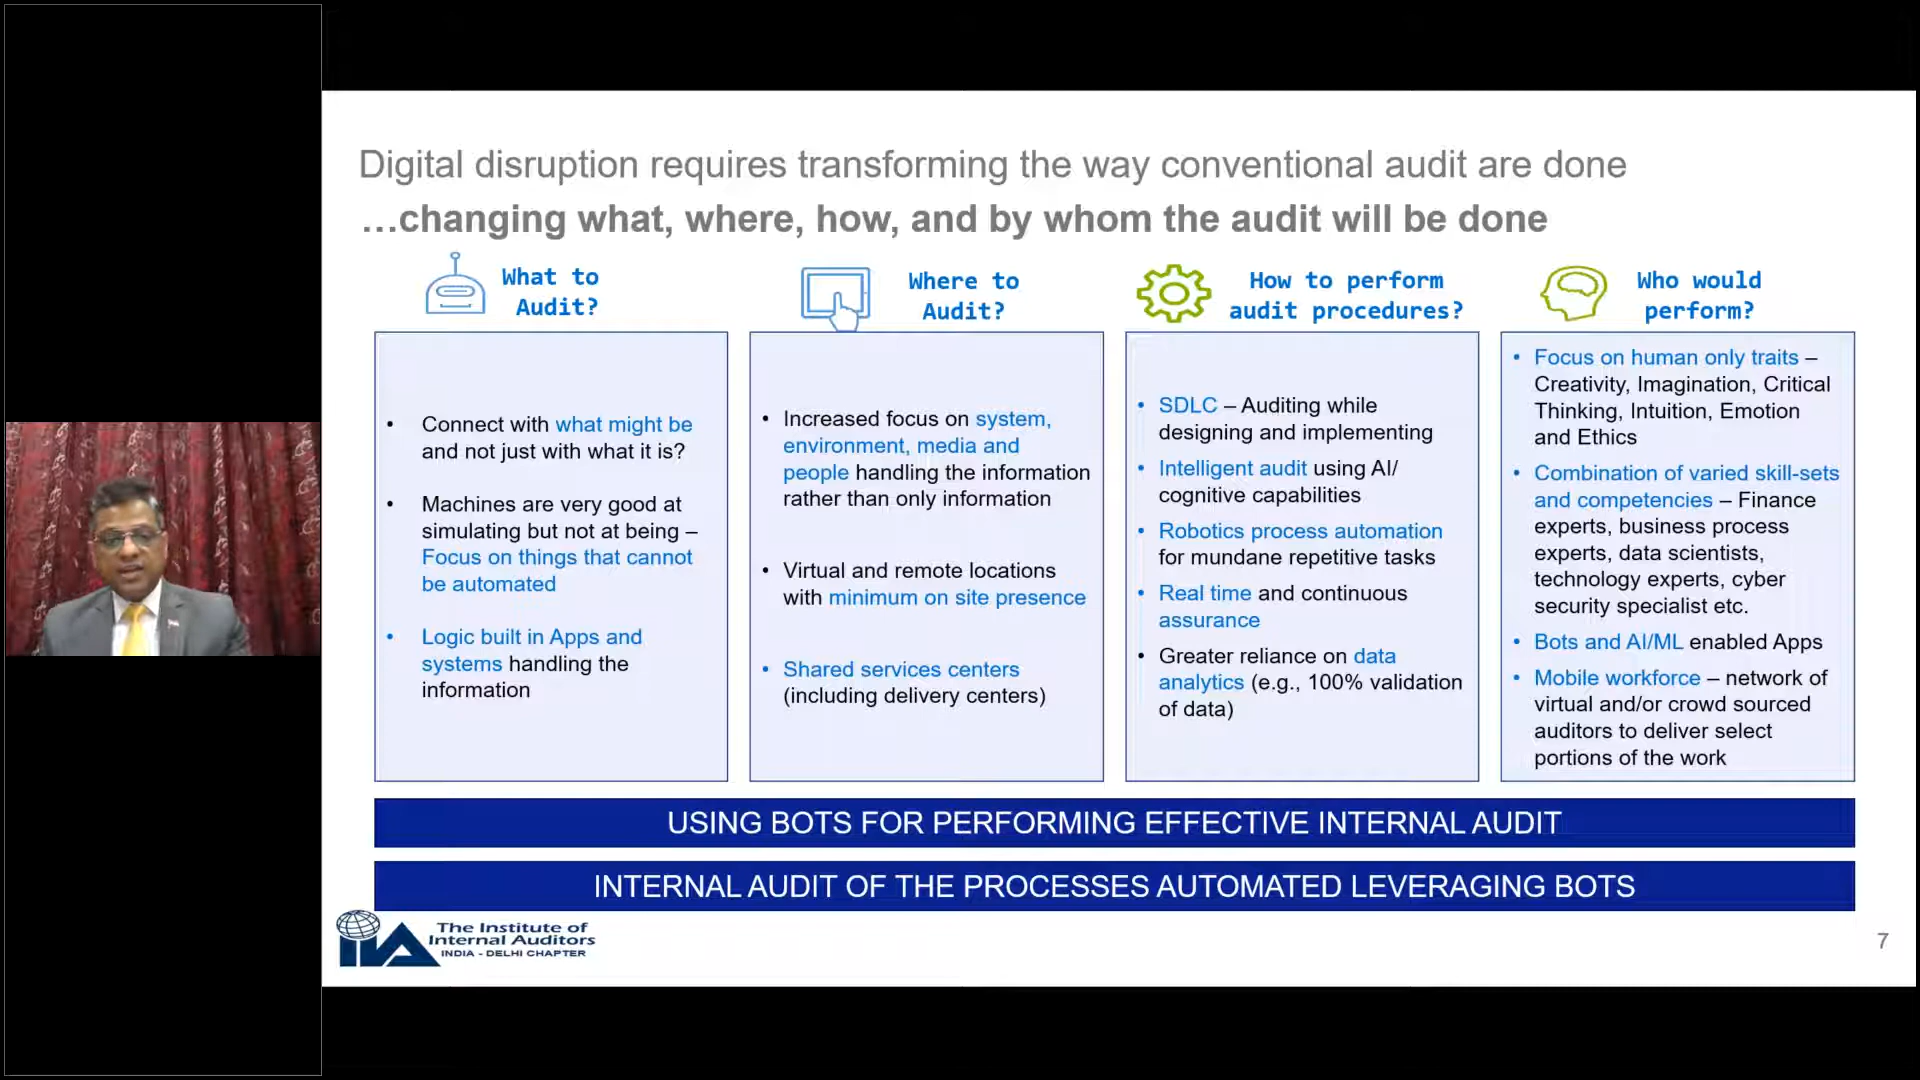 Digital disruption requires transforming the way conventional audit are done
...changing what, where, how, and by whom the audit will be done
What to
Audit?
• Connect with what might be
and not just with what it is?
• Machines are very good at
simulating but not at being –
Focus on things that cannot
be automated
• Logic built in Apps and
systems handling the
information
Where to
Audit?
• Increased focus on system,
environment, media and
people handling the information
rather than only information
• Virtual and remote locations
with minimum on site presence
• Shared services centers
(including delivery centers)
How to perform
audit procedures?
• SDLC – Auditing while
designing and implementing
• Intelligent audit using AI/
cognitive capabilities
• Robotics process automation
for mundane repetitive tasks
• Real time and continuous
assurance
• Greater reliance on data
analytics (e.g., 100% validation
of data)
Who would
perform?
• Focus on human only traits –
Creativity, Imagination, Critical
Thinking, Intuition, Emotion
and Ethics
• Combination of varied skill-sets
and competencies – Finance
experts, business process
experts, data scientists,
technology experts, cyber
security specialist etc.
• Bots and AI/ML enabled Apps
• Mobile workforce – network of
virtual and/or crowd sourced
auditors to deliver select
portions of the work
USING BOTS FOR PERFORMING EFFECTIVE INTERNAL AUDIT
INTERNAL AUDIT OF THE PROCESSES AUTOMATED LEVERAGING BOTS
IIA
The Institute of
Internal Auditors
INDIA - DELHI CHAPTER
7